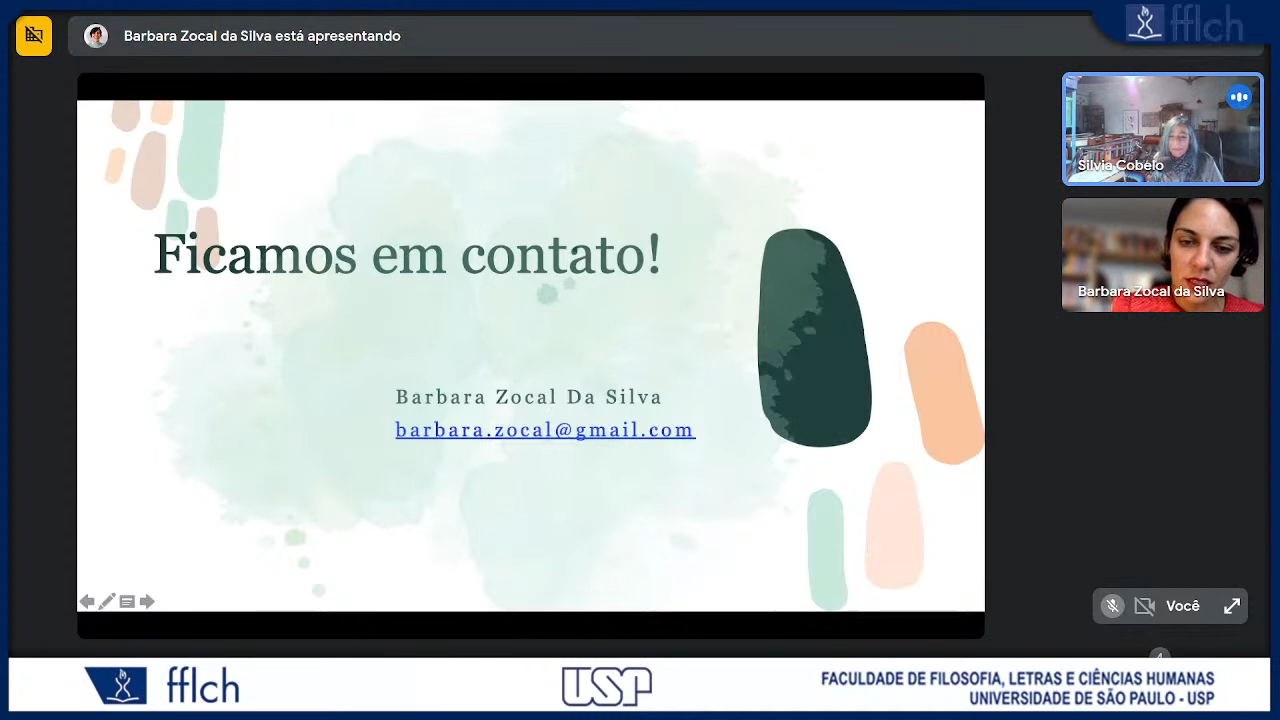 Barbara Zocal da SIlva está apresentando
fflch
Silvia Cobelo
Barbara Zocal da Silva
Ficamos em contato!
Barbara Zocal Da Silva
barbara.zocal@gmail.com
Você
fflch
USP
FACULDADE DE FILOSOFIA, LETRAS E CIÊNCIAS HUMANAS
UNIVERSIDADE DE SÃO PAULO - USP